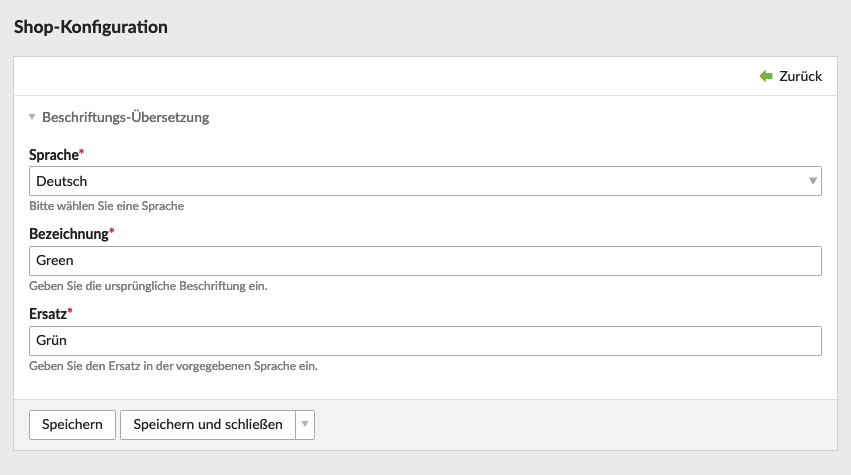 Shop-Konfiguration
Zurück
Beschriftungs-Übersetzung
Sprache*
Deutsch
Bitte wählen Sie eine Sprache
Bezeichnung*
Green
Geben Sie die ursprüngliche Beschriftung ein.
Ersatz*
Grün
Geben Sie den Ersatz in der vorgegebenen Sprache ein.
Speichern Speichern und schließen